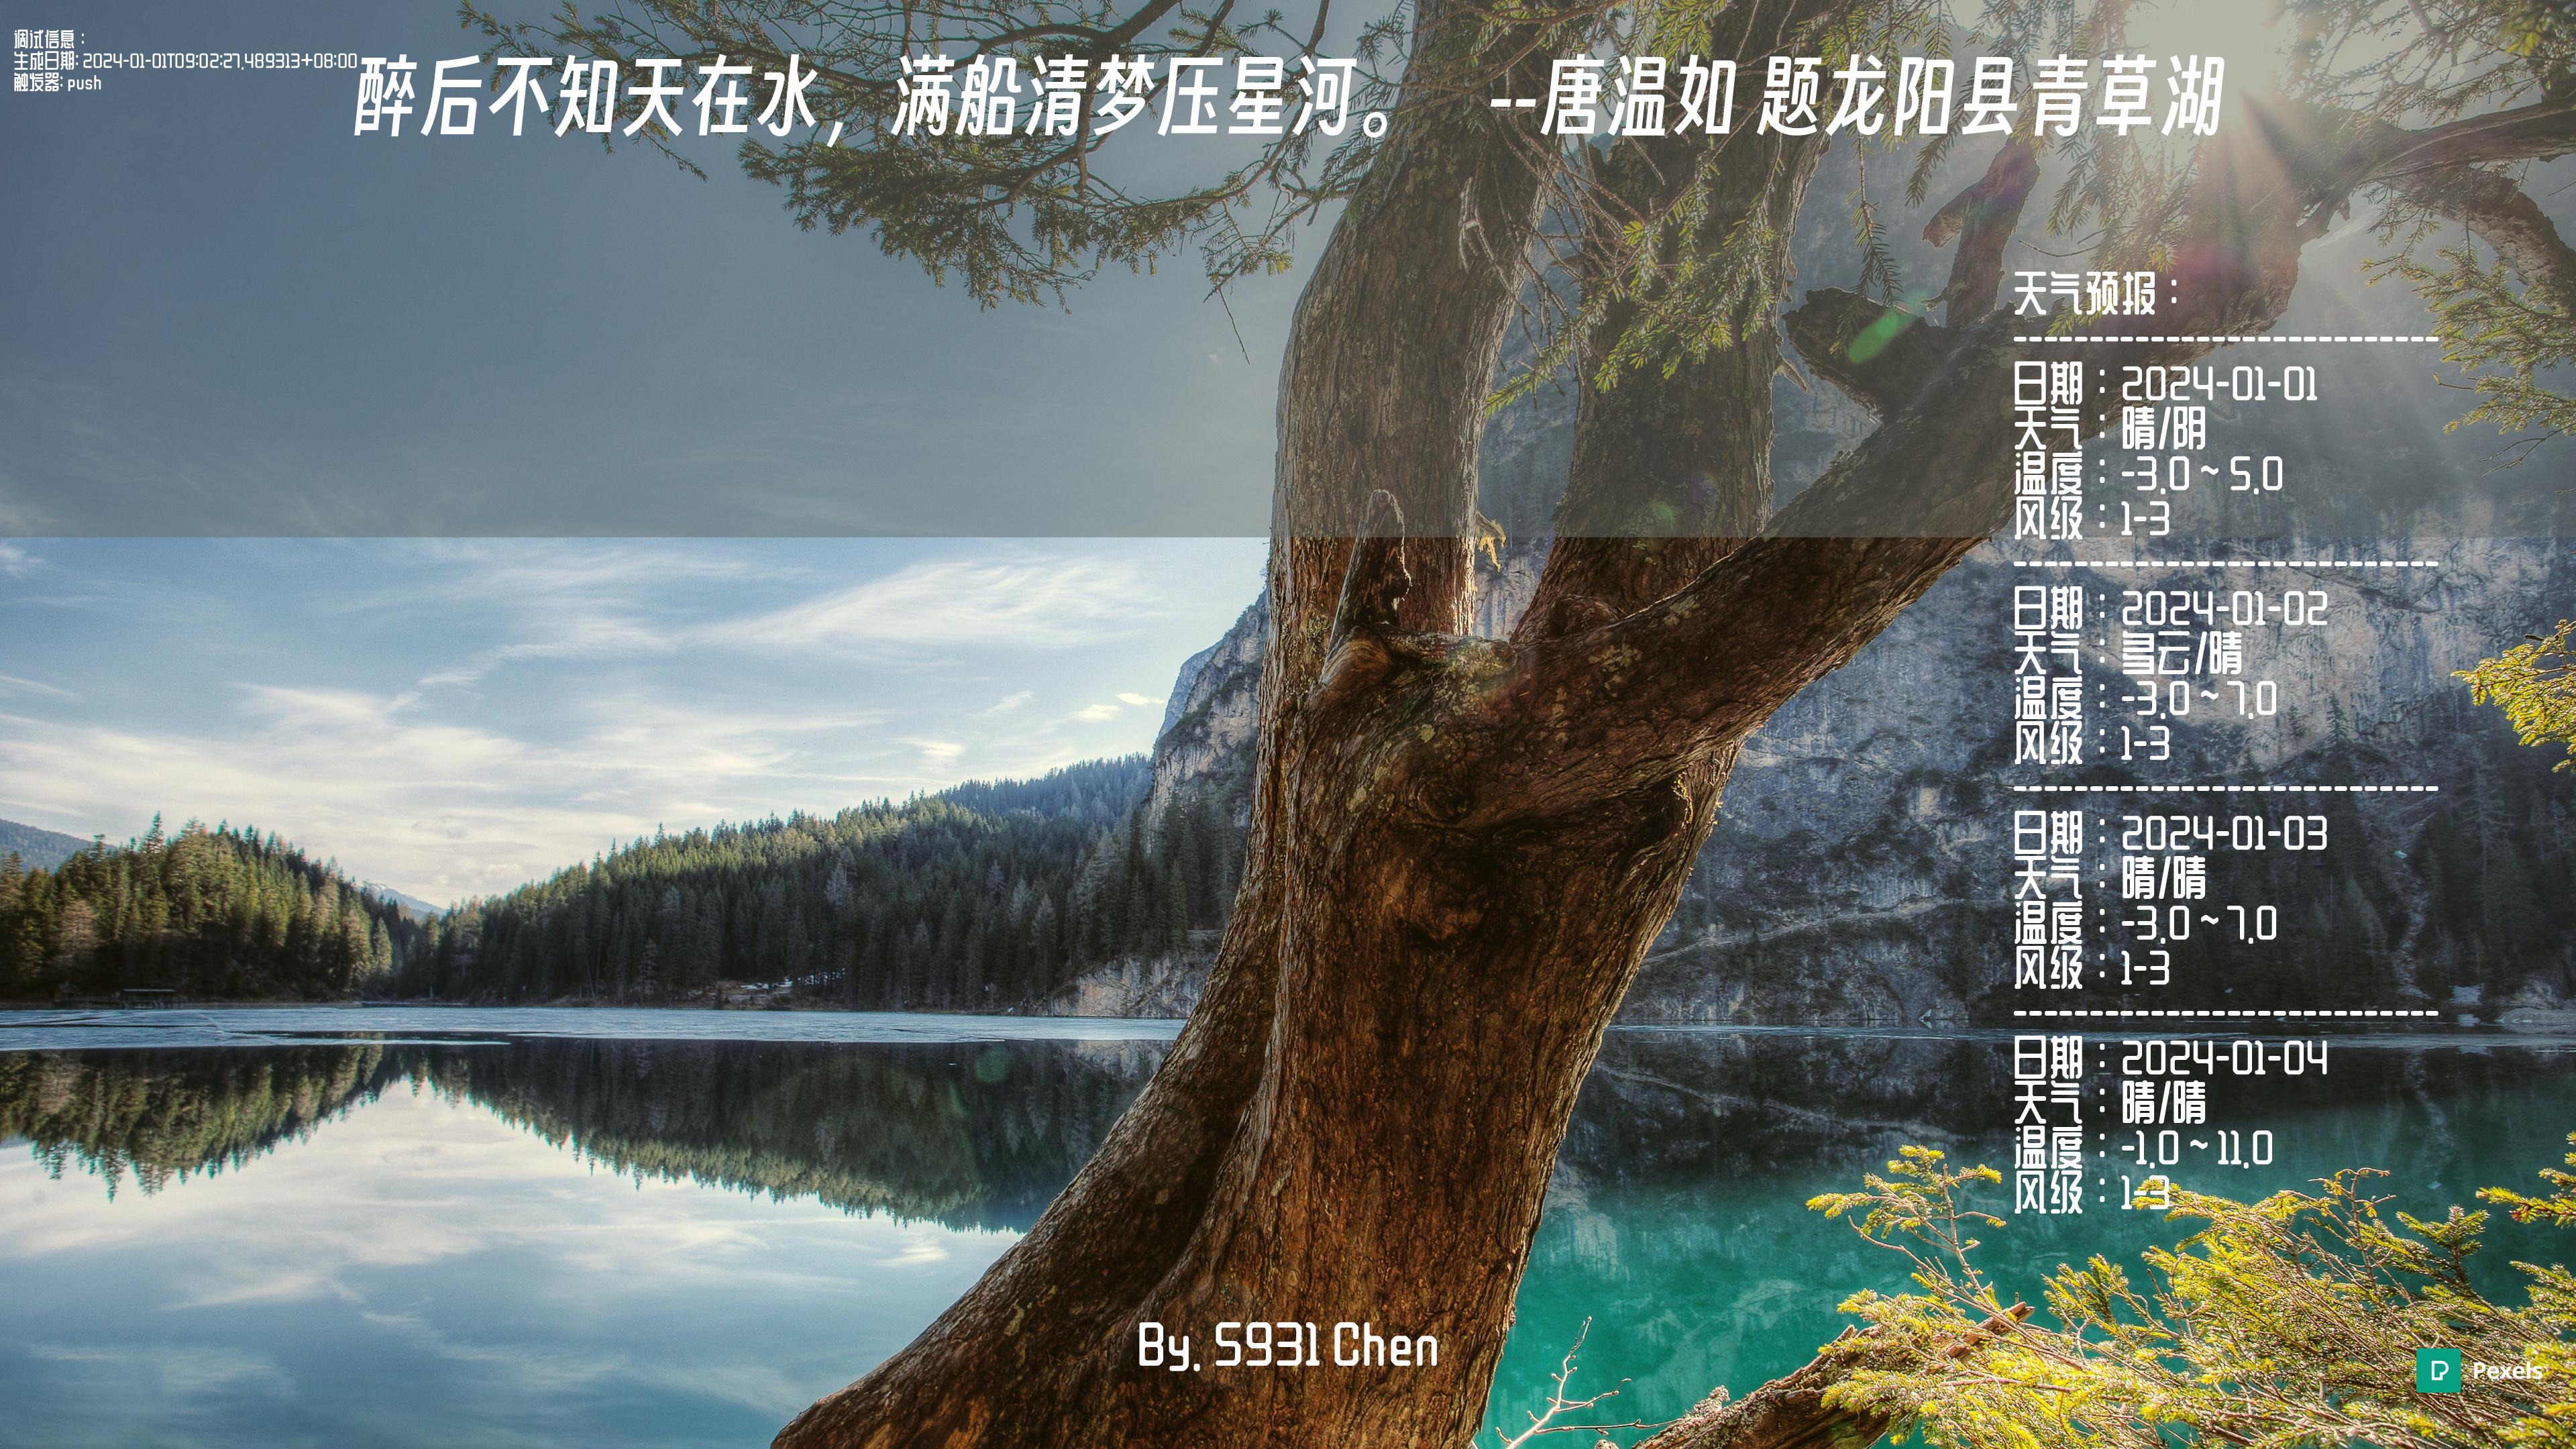 调试信息：
生成日期: 2024-01-01T09:02:27.489313+08:00
触发器: push
醉后不知天在水，满船清梦压星河。 --唐温如 题龙阳县青草湖
天气预报：
----------------------------
日期：2024-01-01
天气：晴/阴
温度：-3.0 ~ 5.0
风级：1-3
----------------------------
日期：2024-01-02
天气：多云/晴
温度：-3.0 ~ 7.0
风级：1-3
----------------------------
日期：2024-01-03
天气：晴/晴
温度：-3.0 ~ 7.0
风级：1-3
----------------------------
日期：2024-01-04
天气：晴/晴
温度：-1.0 ~ 11.0
风级：1-3
By. S931 Chen
Pexels